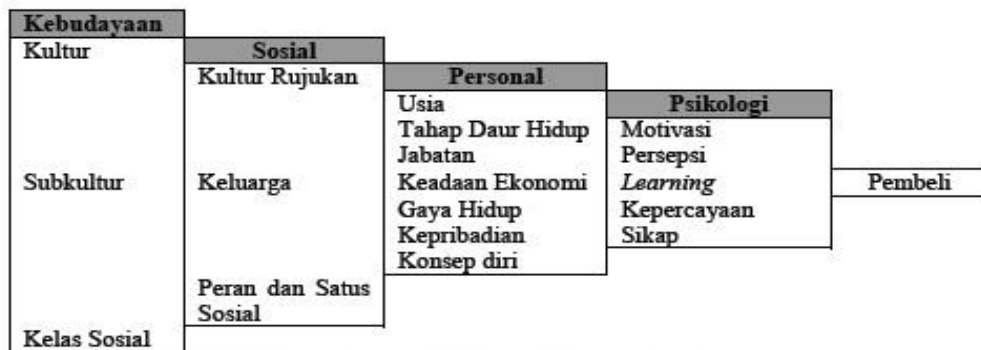 Kebudayaan
Kultur
Subkultur
Kelas Sosial
Sosial
Kultur Rujukan
Keluarga
Peran dan Satus
Sosial
Personal
Usia
Tahap Daur Hidup
Jabatan
Keadaan Ekonomi
Gaya Hidup
Kepribadian
Konsep diri
Psikologi
Motivasi
Persepsi
Learning
Kepercayaan
Sikap
Pembeli